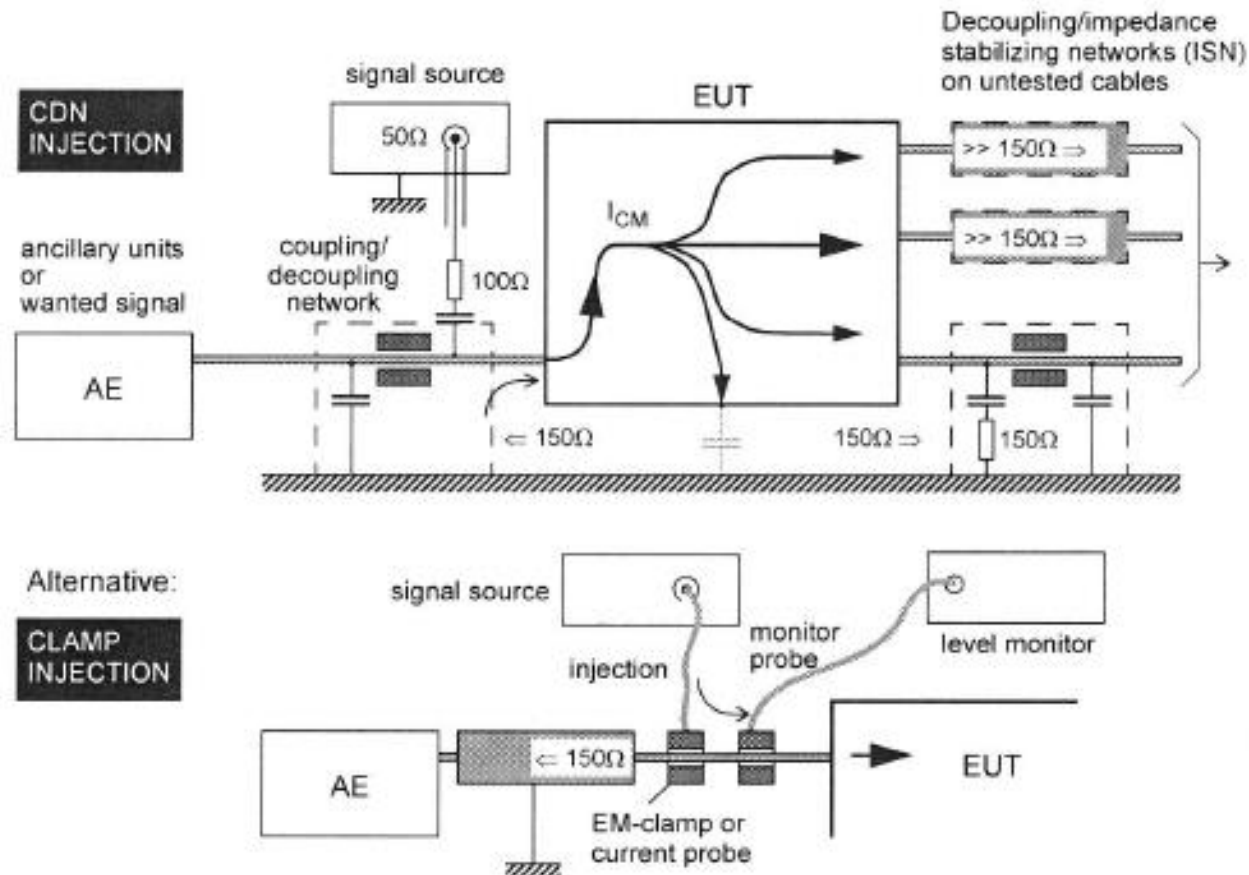 Decoupling/impedance
stabilizing networks (ISN)
on untested cables
signal source
EUT
CDN
INJECTION
50Ω
>> 150Ω ⇒
I_CM
>> 150Ω ⇒
ancillary units
or
wanted signal
coupling/
decoupling
network
100Ω
AE
⇐ 150Ω
150Ω ⇒
150Ω
Alternative:
signal source
CLAMP
INJECTION
injection
monitor
probe
level monitor
AE
⇐ 150Ω
EUT
EM-clamp or
current probe